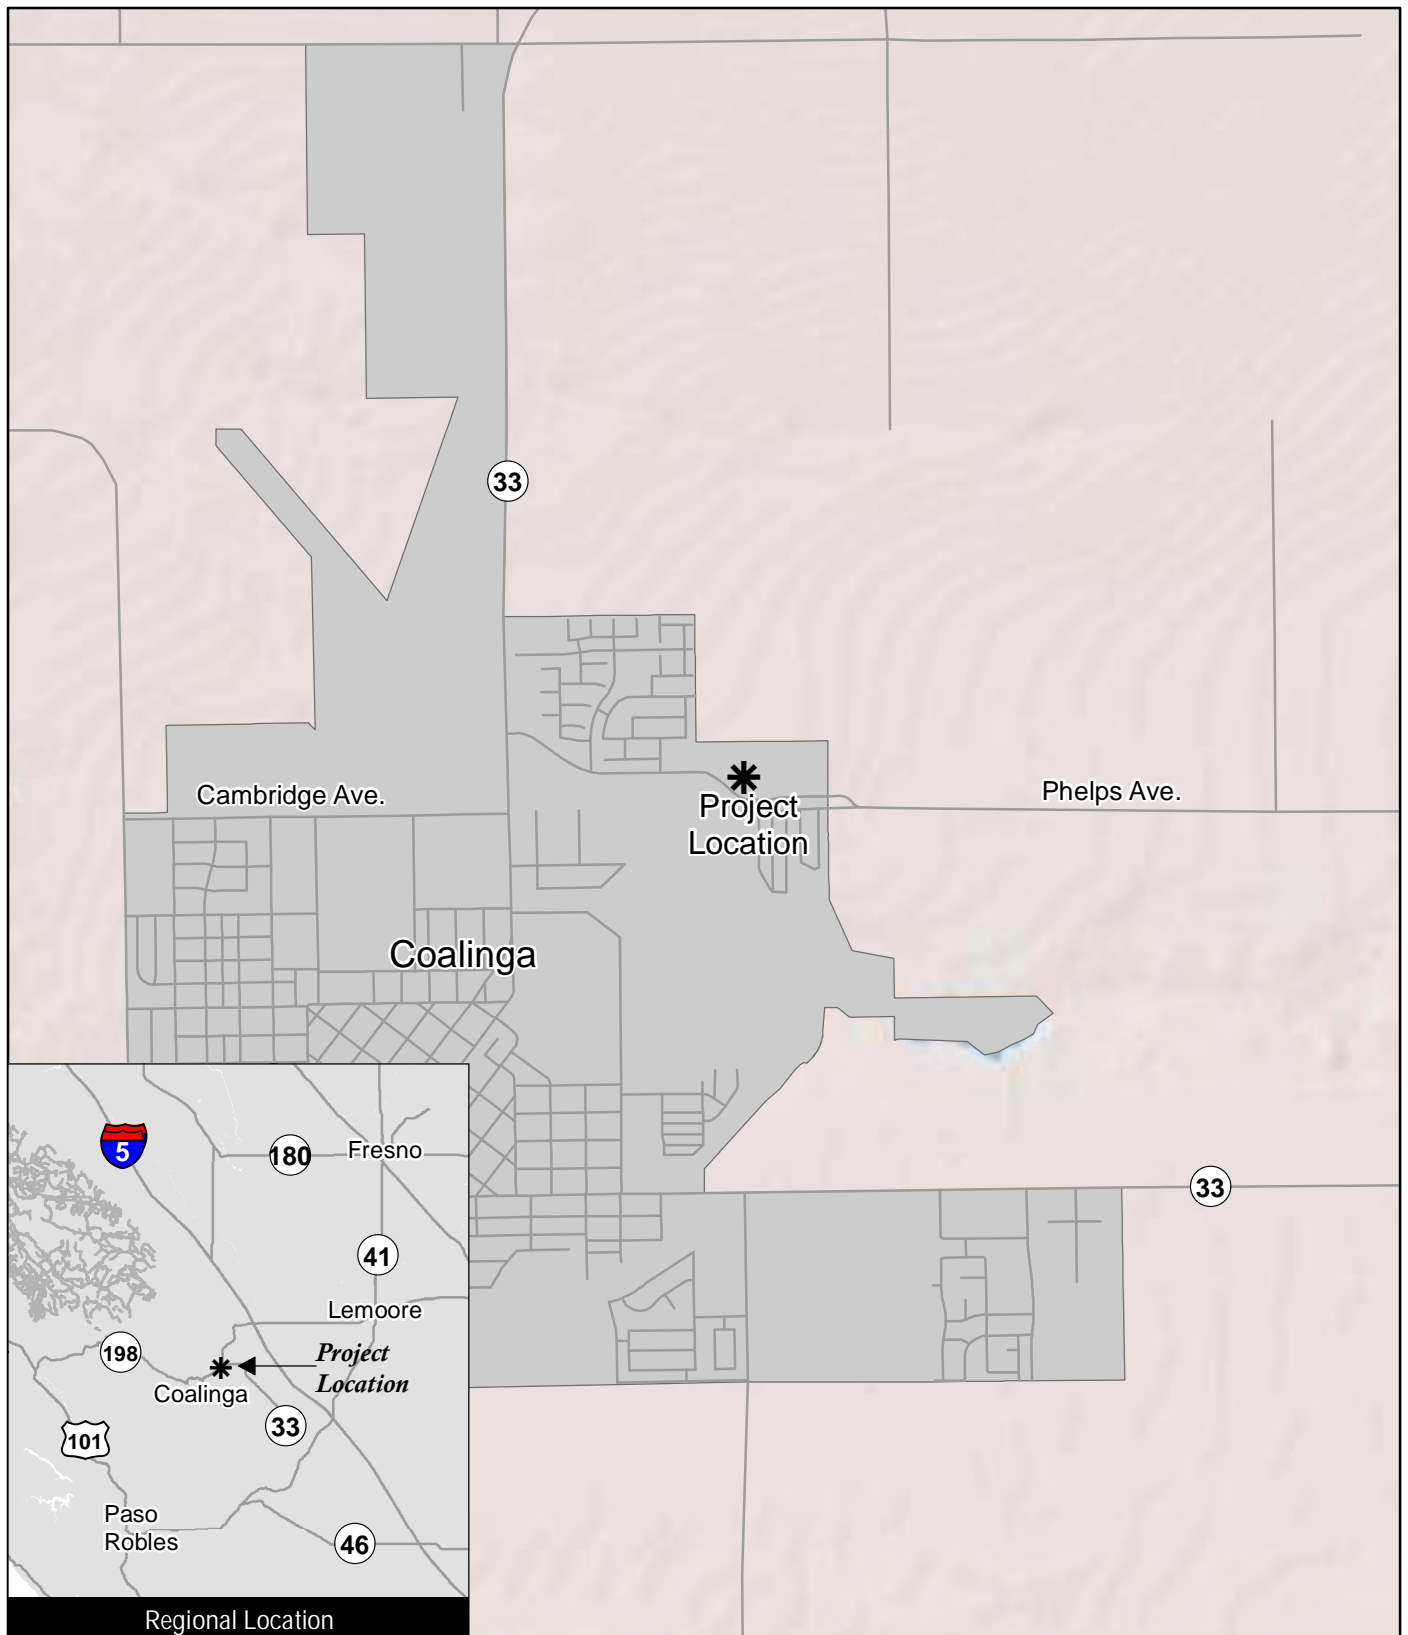 33
Cambridge Ave.
Phelps Ave.
Project
Location
Coalinga
33
5
180
Fresno
41
Lemoore
198
Project
Location
Coalinga
33
101
Paso
Robles
46
Regional Location